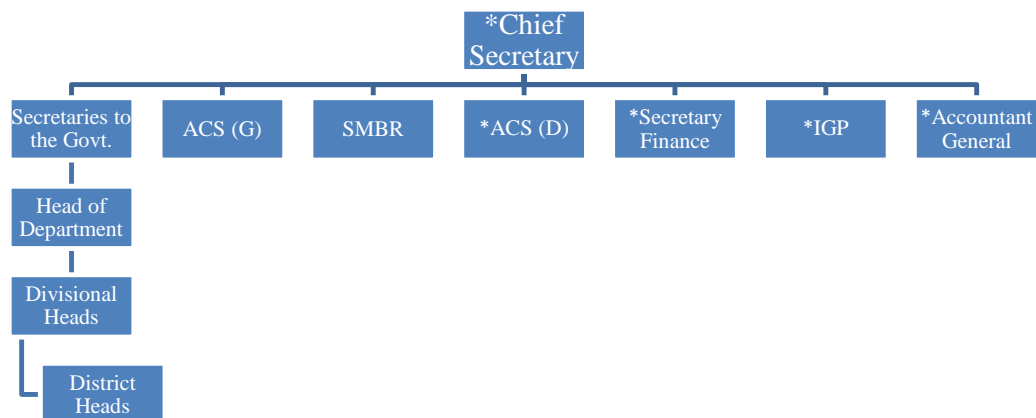 *Chief
Secretary
Secretaries to
the Govt.
ACS (G)
SMBR
*ACS (D)
*Secretary
Finance
*IGP
*Accountant
General
Head of
Department
Divisional
Heads
District
Heads